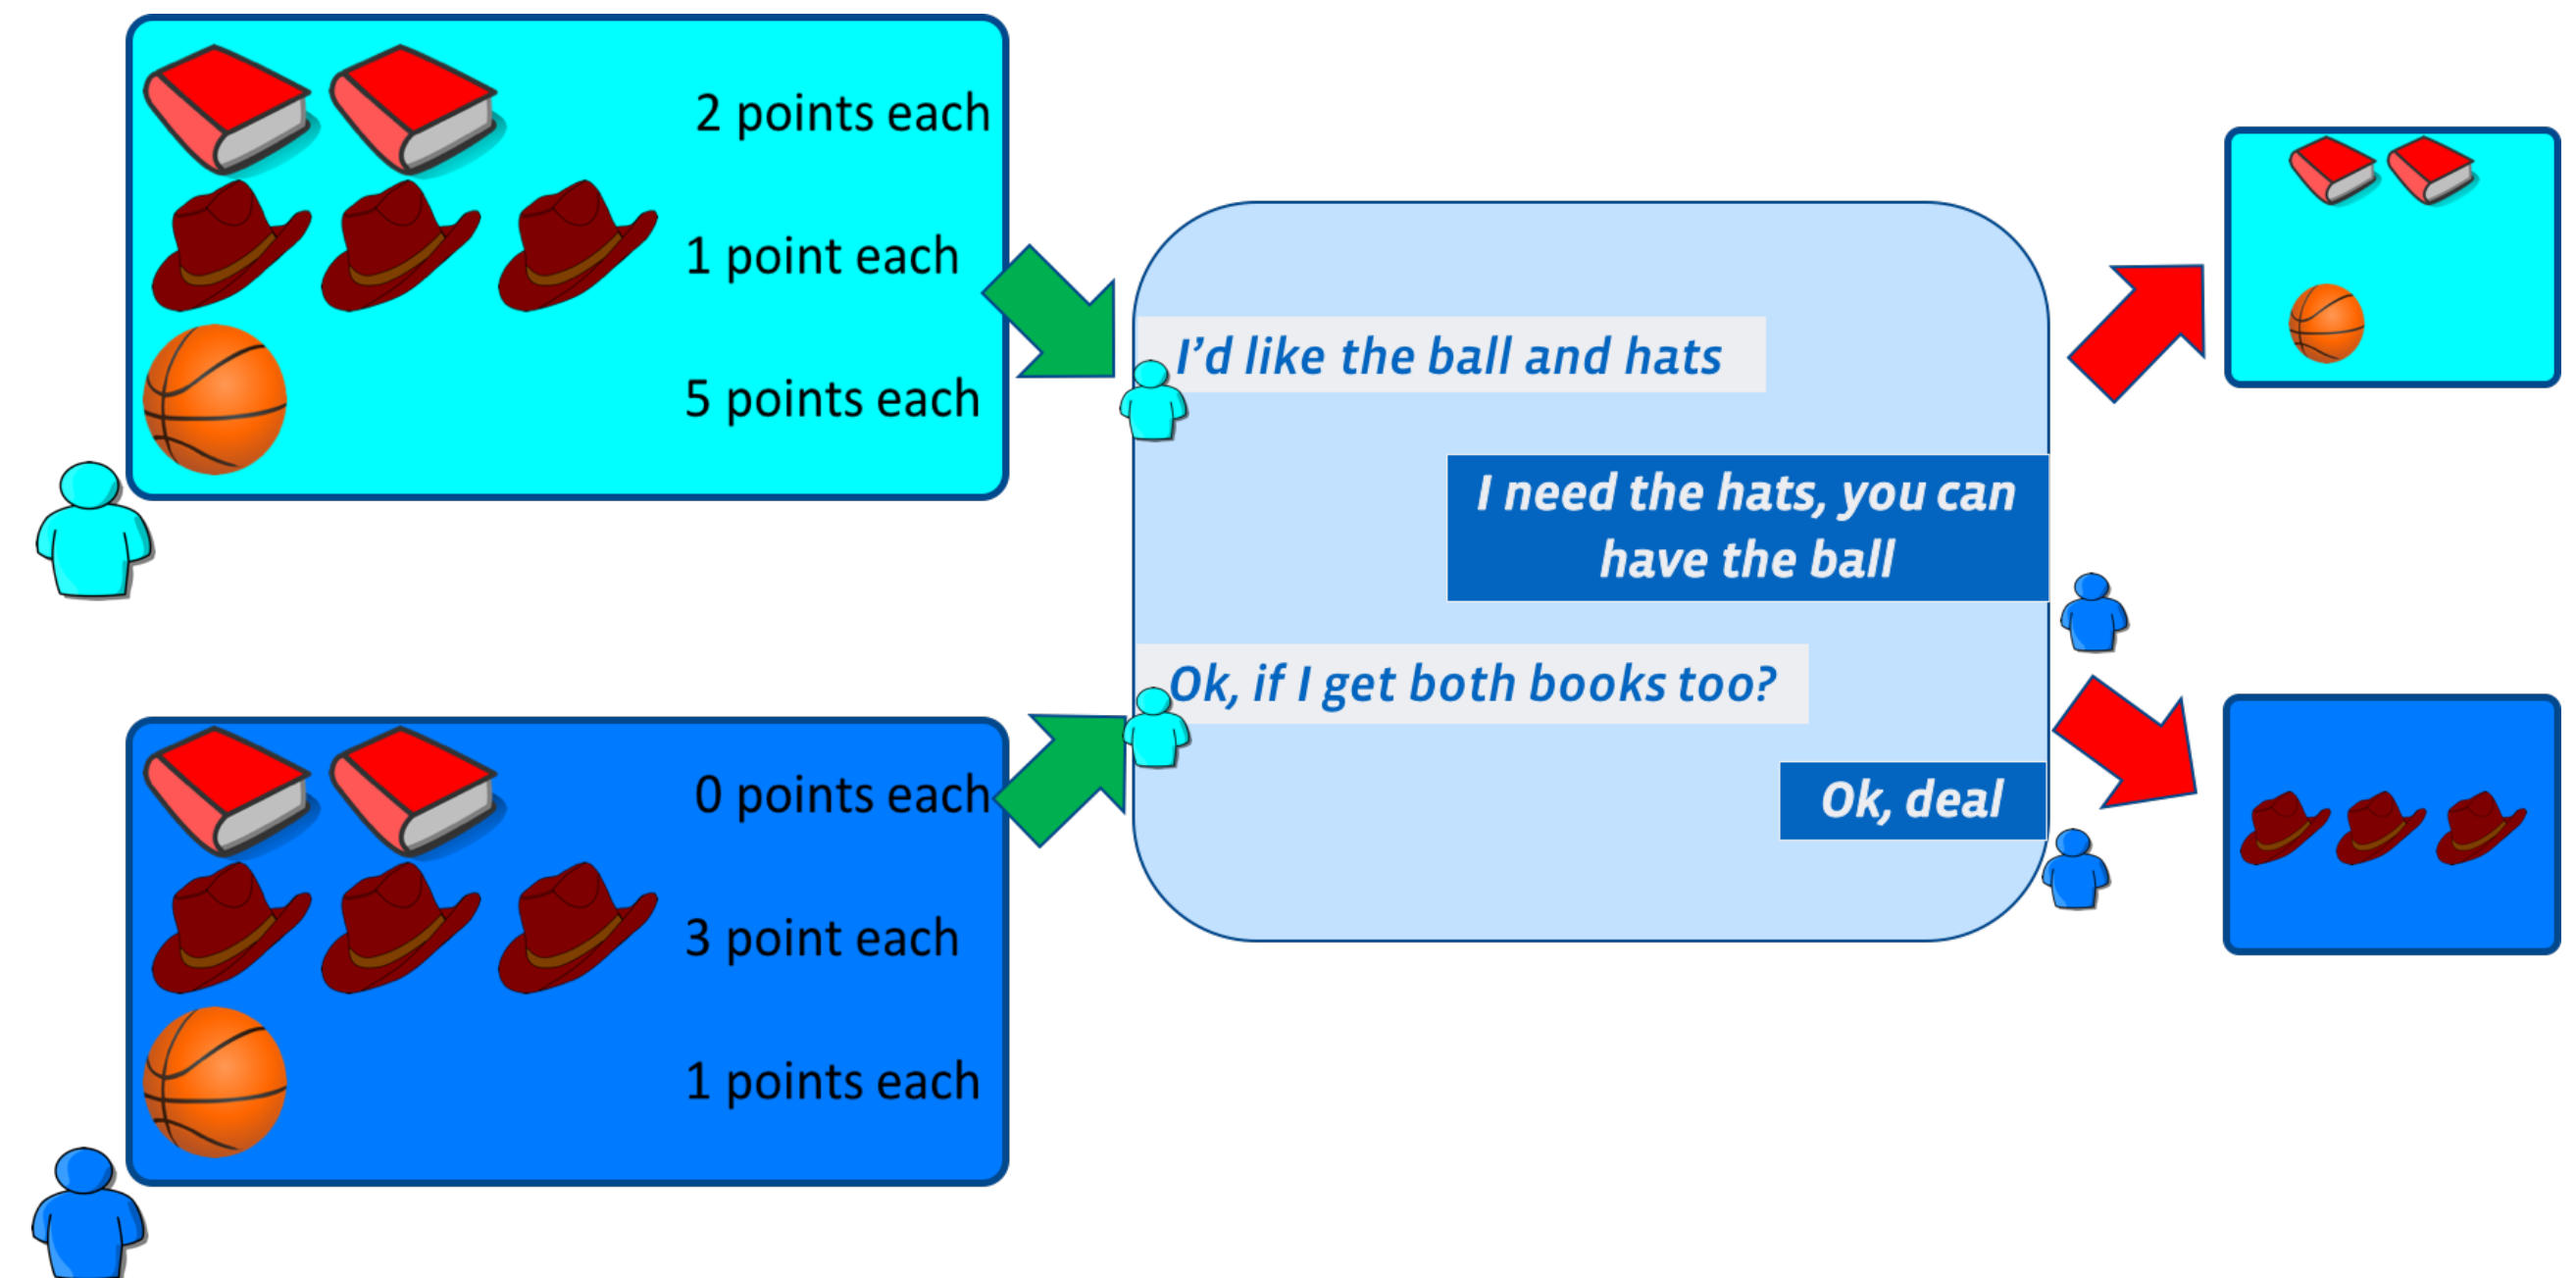 2 points each
1 point each
5 points each
I'd like the ball and hats
I need the hats, you can
have the ball
Ok, if I get both books too?
Ok, deal
0 points each
3 point each
1 points each